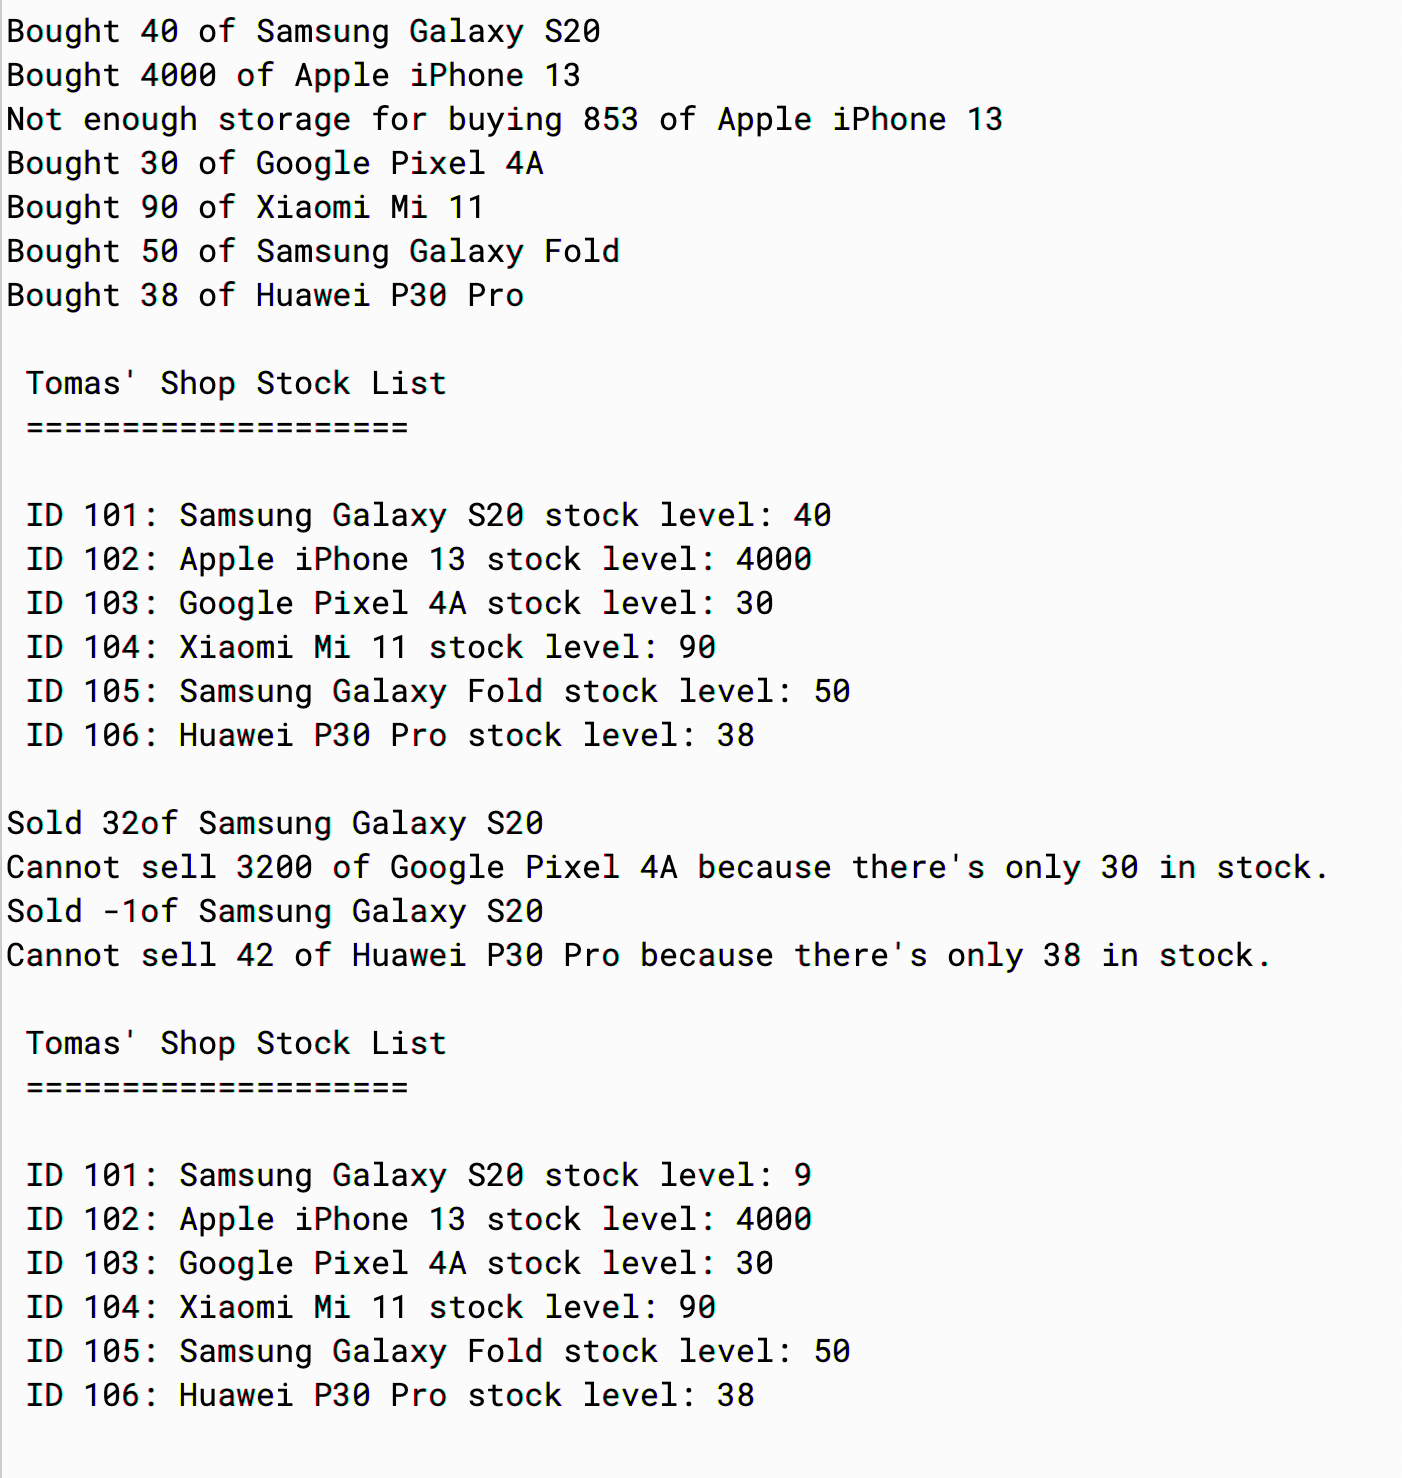 Bought 40 of Samsung Galaxy S20
Bought 4000 of Apple iPhone 13
Not enough storage for buying 853 of Apple iPhone 13
Bought 30 of Google Pixel 4A
Bought 90 of Xiaomi Mi 11
Bought 50 of Samsung Galaxy Fold
Bought 38 of Huawei P30 Pro
Tomas' Shop Stock List
====================
ID 101: Samsung Galaxy S20 stock level: 40
ID 102: Apple iPhone 13 stock level: 4000
ID 103: Google Pixel 4A stock level: 30
ID 104: Xiaomi Mi 11 stock level: 90
ID 105: Samsung Galaxy Fold stock level: 50
ID 106: Huawei P30 Pro stock level: 38
Sold 32of Samsung Galaxy S20
Cannot sell 3200 of Google Pixel 4A because there's only 30 in stock.
Sold -1of Samsung Galaxy S20
Cannot sell 42 of Huawei P30 Pro because there's only 38 in stock.
Tomas' Shop Stock List
====================
ID 101: Samsung Galaxy S20 stock level: 9
ID 102: Apple iPhone 13 stock level: 4000
ID 103: Google Pixel 4A stock level: 30
ID 104: Xiaomi Mi 11 stock level: 90
ID 105: Samsung Galaxy Fold stock level: 50
ID 106: Huawei P30 Pro stock level: 38